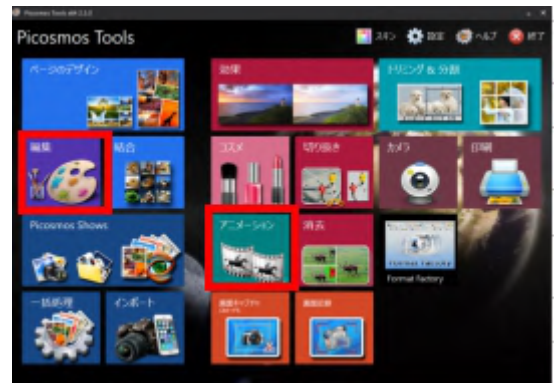 Picosmos Tools
スキン 設定 ヘルプ 終了
ページのデザイン
効果
トリミング & 分割
編集
結合
コスメ
切り抜き
カメラ
印刷
Picosmos Shows
アニメーション
消去
Format Factory
一括処理
インポート
画面キャプチャ
画面記録